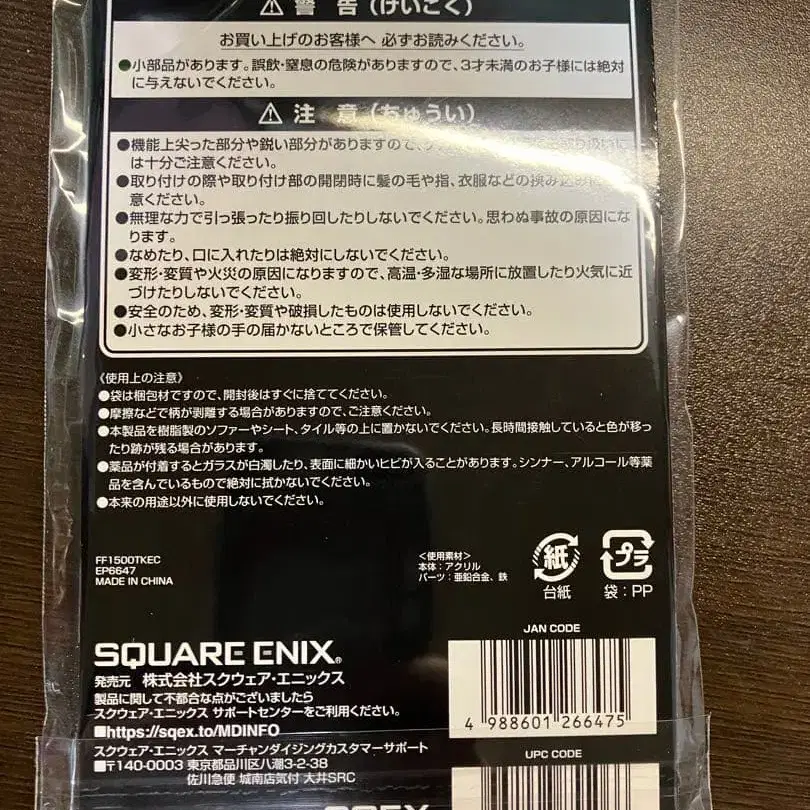 ⚠ 警 告（けいこく）
お買い上げのお客様へ 必ずお読みください。
●小部品があります。誤飲・窒息の危険がありますので、3才未満のお子様には絶対
に与えないでください。
⚠ 注 意（ちゅうい）
●機能上尖った部分や鋭い部分がありますので、
は十分ご注意ください。
●取り付けの際や取り付け部の開閉時に髪の毛や指、衣服などの挟み込みに
意ください。
●無理な力で引っ張ったり振り回したりしないでください。思わぬ事故の原因にな
ります。
●なめたり、口に入れたりは絶対にしないでください。
●変形・変質や火災の原因になりますので、高温・多湿な場所に放置したり火気に近
づけたりしないでください。
●安全のため、変形・変質や破損したものは使用しないでください。
●小さなお子様の手の届かないところで保管してください。
《使用上の注意》
●袋は梱包材ですので、開封後はすぐに捨ててください。
●摩擦などで柄が剥離する場合がありますので、ご注意ください。
●本製品を樹脂製のソファーやシート、タイル等の上に置かないでください。長時間接触していると色が移っ
たり跡が残る場合があります。
●薬品が付着するとガラスが白濁したり、表面に細かいヒビが入ることがあります。シンナー、アルコール等薬
品を含んでいるもので絶対に拭かないでください。
●本来の用途以外に使用しないでください。
FF1500TKEC
EP6647
MADE IN CHINA
＜使用素材＞
本体：アクリル
パーツ：亜鉛合金、鉄
紙
台紙
プラ
袋：PP
JAN CODE
4 988601 266475
SQUARE ENIX®
発売元 株式会社スクウェア・エニックス
製品に関して不都合な点がございましたら
スクウェア・エニックス サポートセンターをご利用ください。
■https://sqex.to/MDINFO
スクウェア・エニックス マーチャンダイジングカスタマーサポート
■〒140-0003 東京都品川区八潮3-2-38
佐川急便 城南店気付 大井SRC
UPC CODE